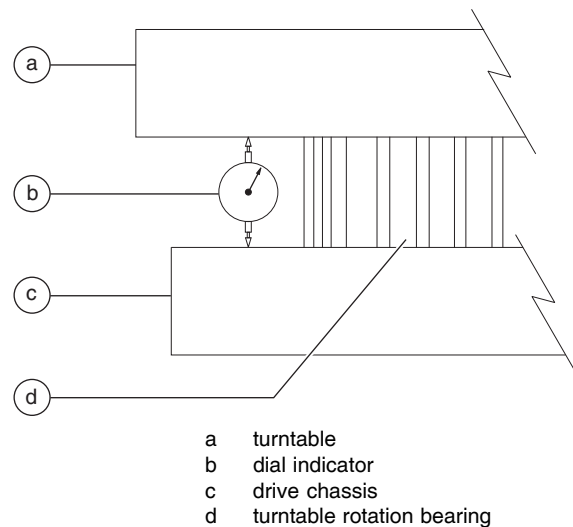 a
b
c
d
a turntable
b dial indicator
c drive chassis
d turntable rotation bearing